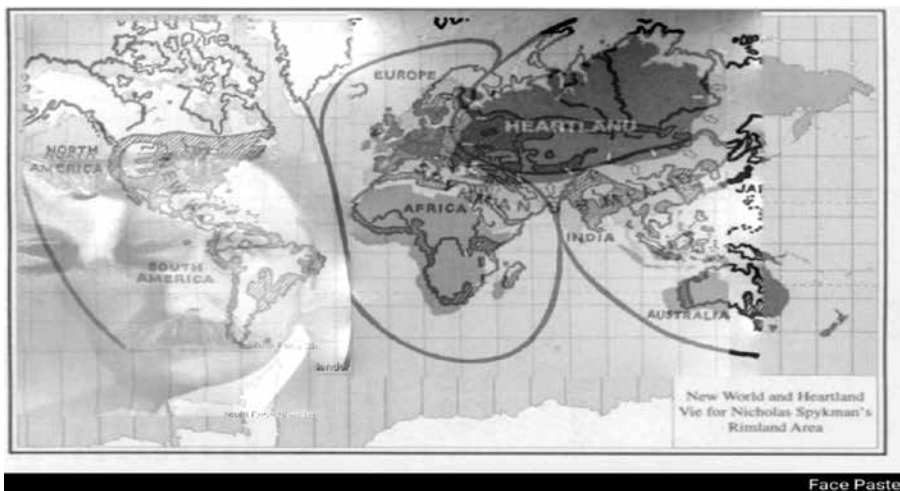 EUROPE
HEARTLAND
NORTH
AMERICA
AFRICA
INDIA
SOUTH
AMERICA
AUSTRALIA
New World and Heartland
Vie for Nicholas Spykman's
Rimland Area
Face Paste